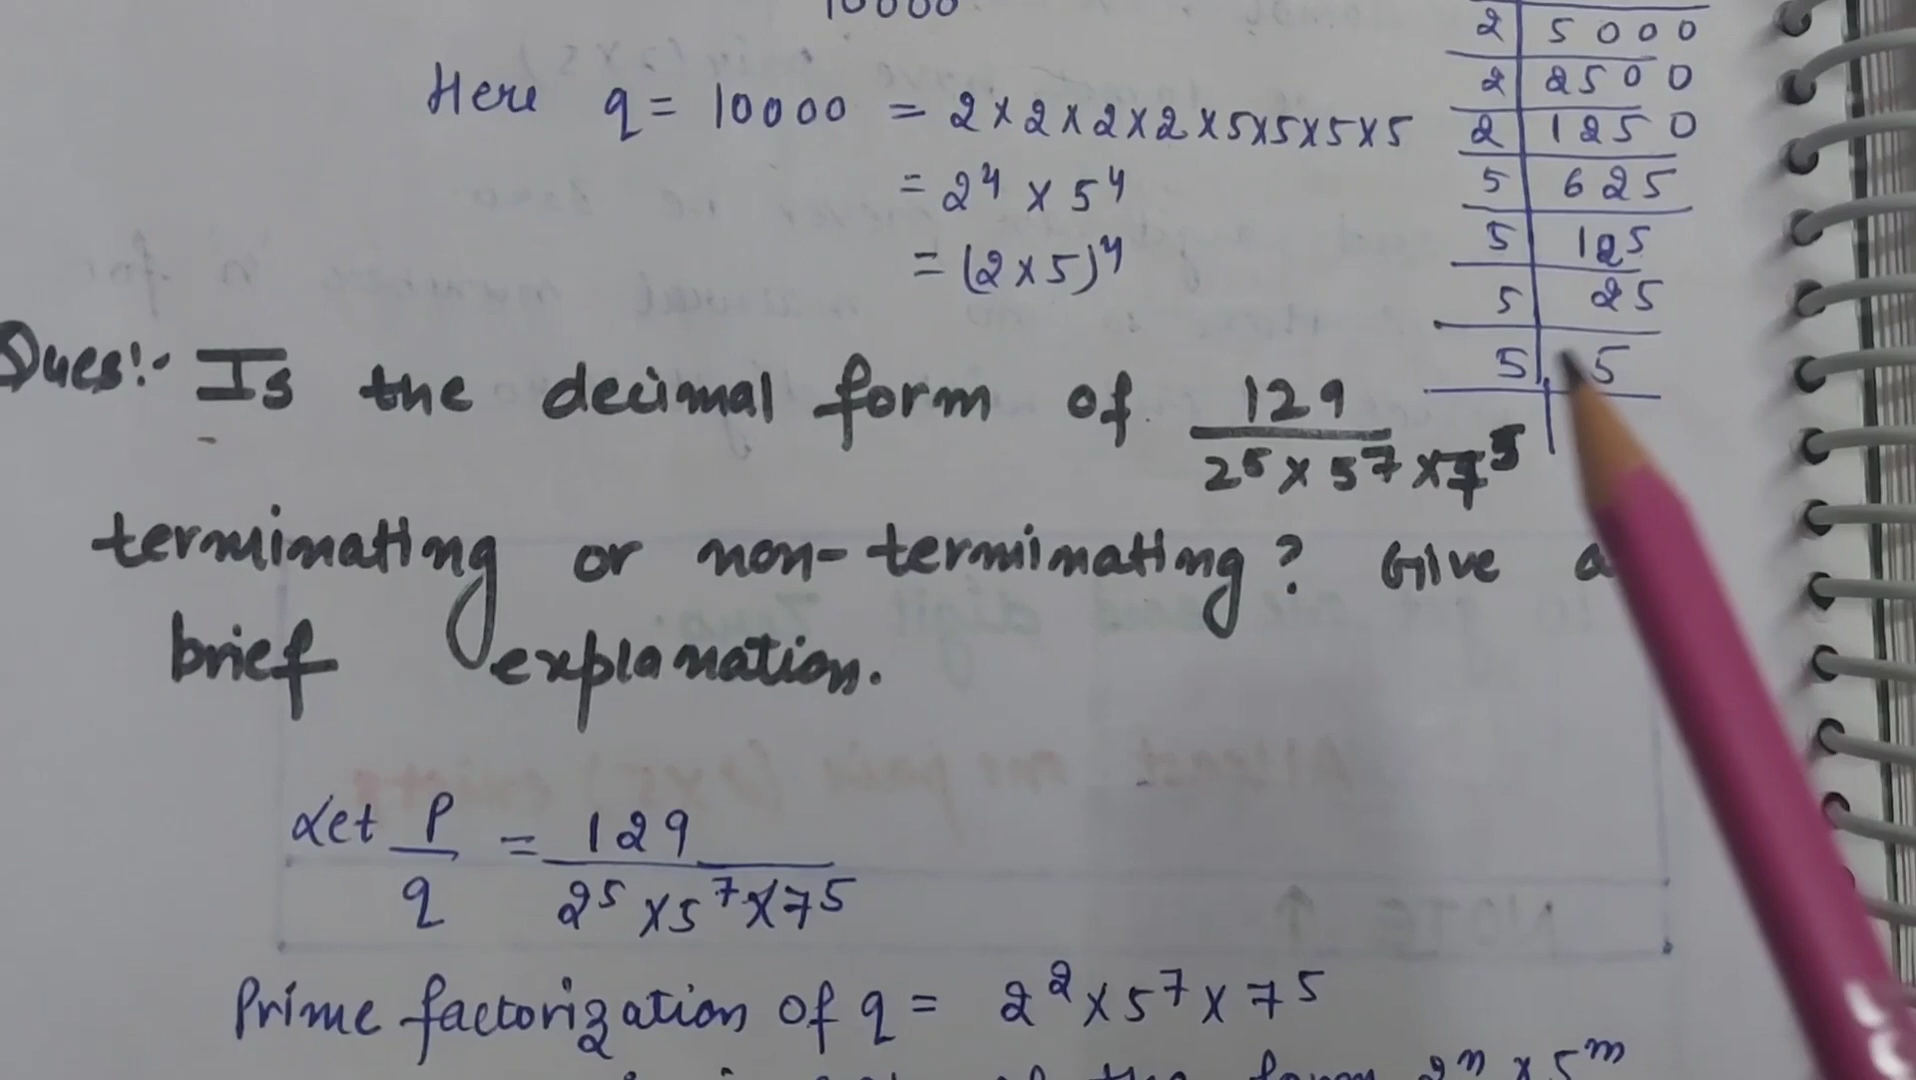 10000
Here q = 10000 = 2×2×2×2×5×5×5×5
= 2⁴ × 5⁴
= (2×5)⁴
2 | 5000
2 | 2500
2 | 1250
5 | 625
5 | 125
5 | 25
5 | 5
Ques:- Is the decimal form of 129 / 2⁵ × 5⁷ × 7⁵
terminating or non-terminating? Give a
brief explanation.
Let P/q = 129 / 2⁵ × 5⁷ × 7⁵
Prime factorization of q = 2² × 5⁷ × 7⁵
form 2ⁿ × 5ᵐ